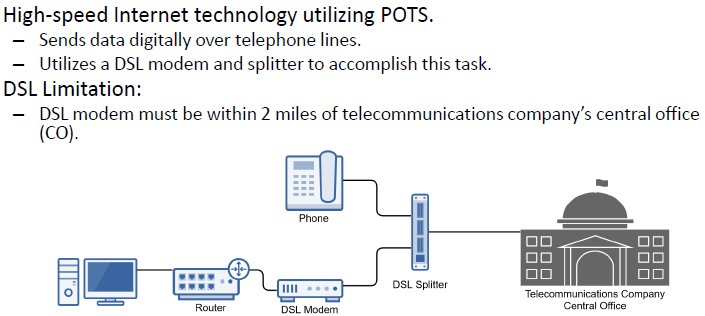 High-speed Internet technology utilizing POTS.
– Sends data digitally over telephone lines.
– Utilizes a DSL modem and splitter to accomplish this task.
DSL Limitation:
– DSL modem must be within 2 miles of telecommunications company's central office
(CO).
Phone
DSL Splitter
Router
DSL Modem
Telecommunications Company
Central Office